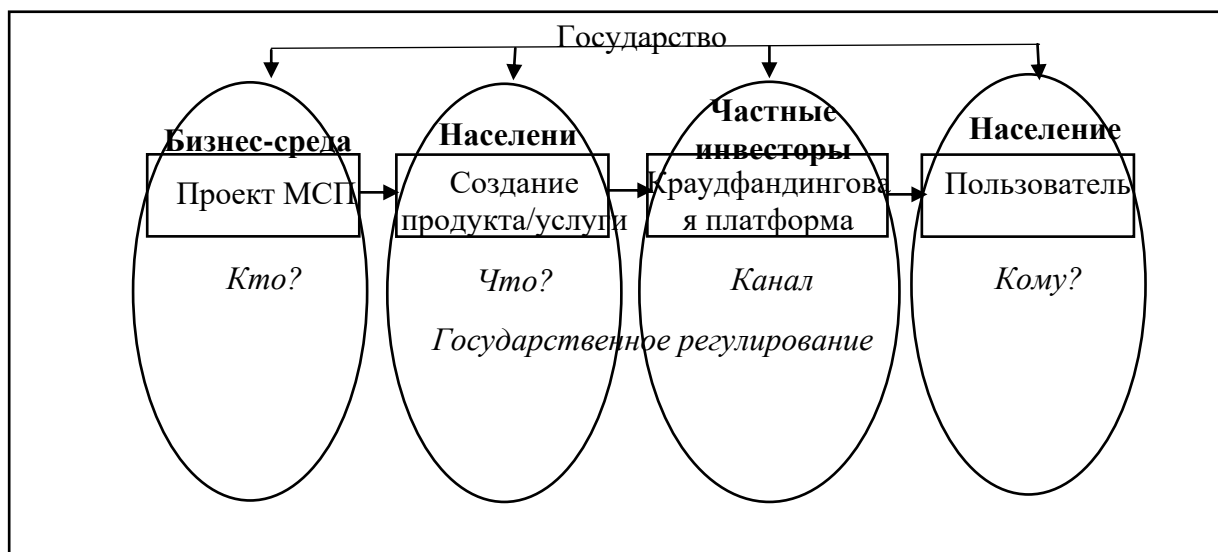 Государство
Бизнес-среда
Проект МСП
Кто?
Населени
Создание
продукта/услуги
Что?
Частные
инвесторы
Краудфандингова
я платформа
Канал
Население
Пользователь
Кому?
Государственное регулирование